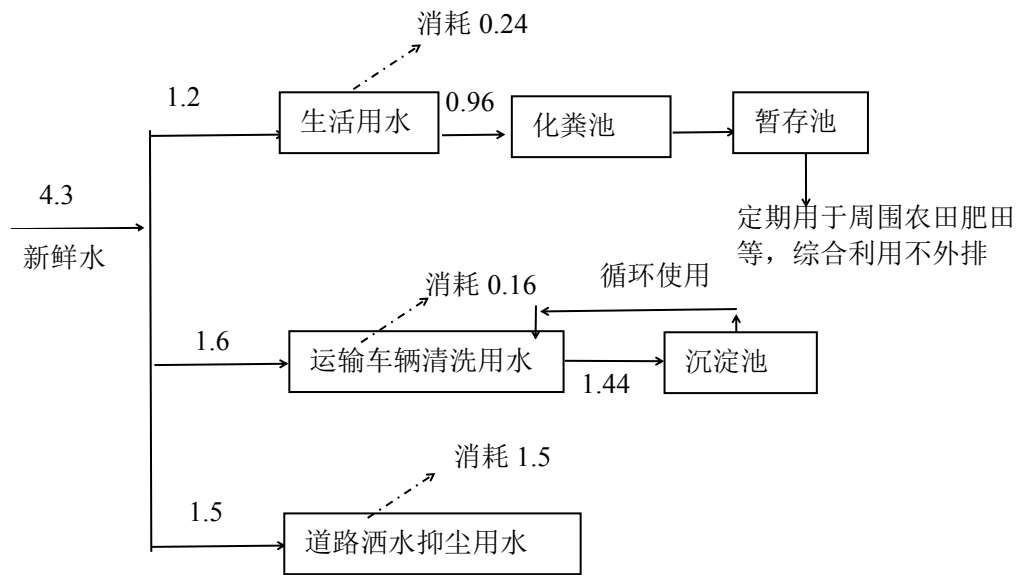 消耗 0.24
1.2
生活用水
0.96
化粪池
暂存池
4.3
新鲜水
定期用于周围农田肥田
等，综合利用不外排
消耗 0.16
循环使用
1.6
运输车辆清洗用水
1.44
沉淀池
消耗 1.5
1.5
道路洒水抑尘用水